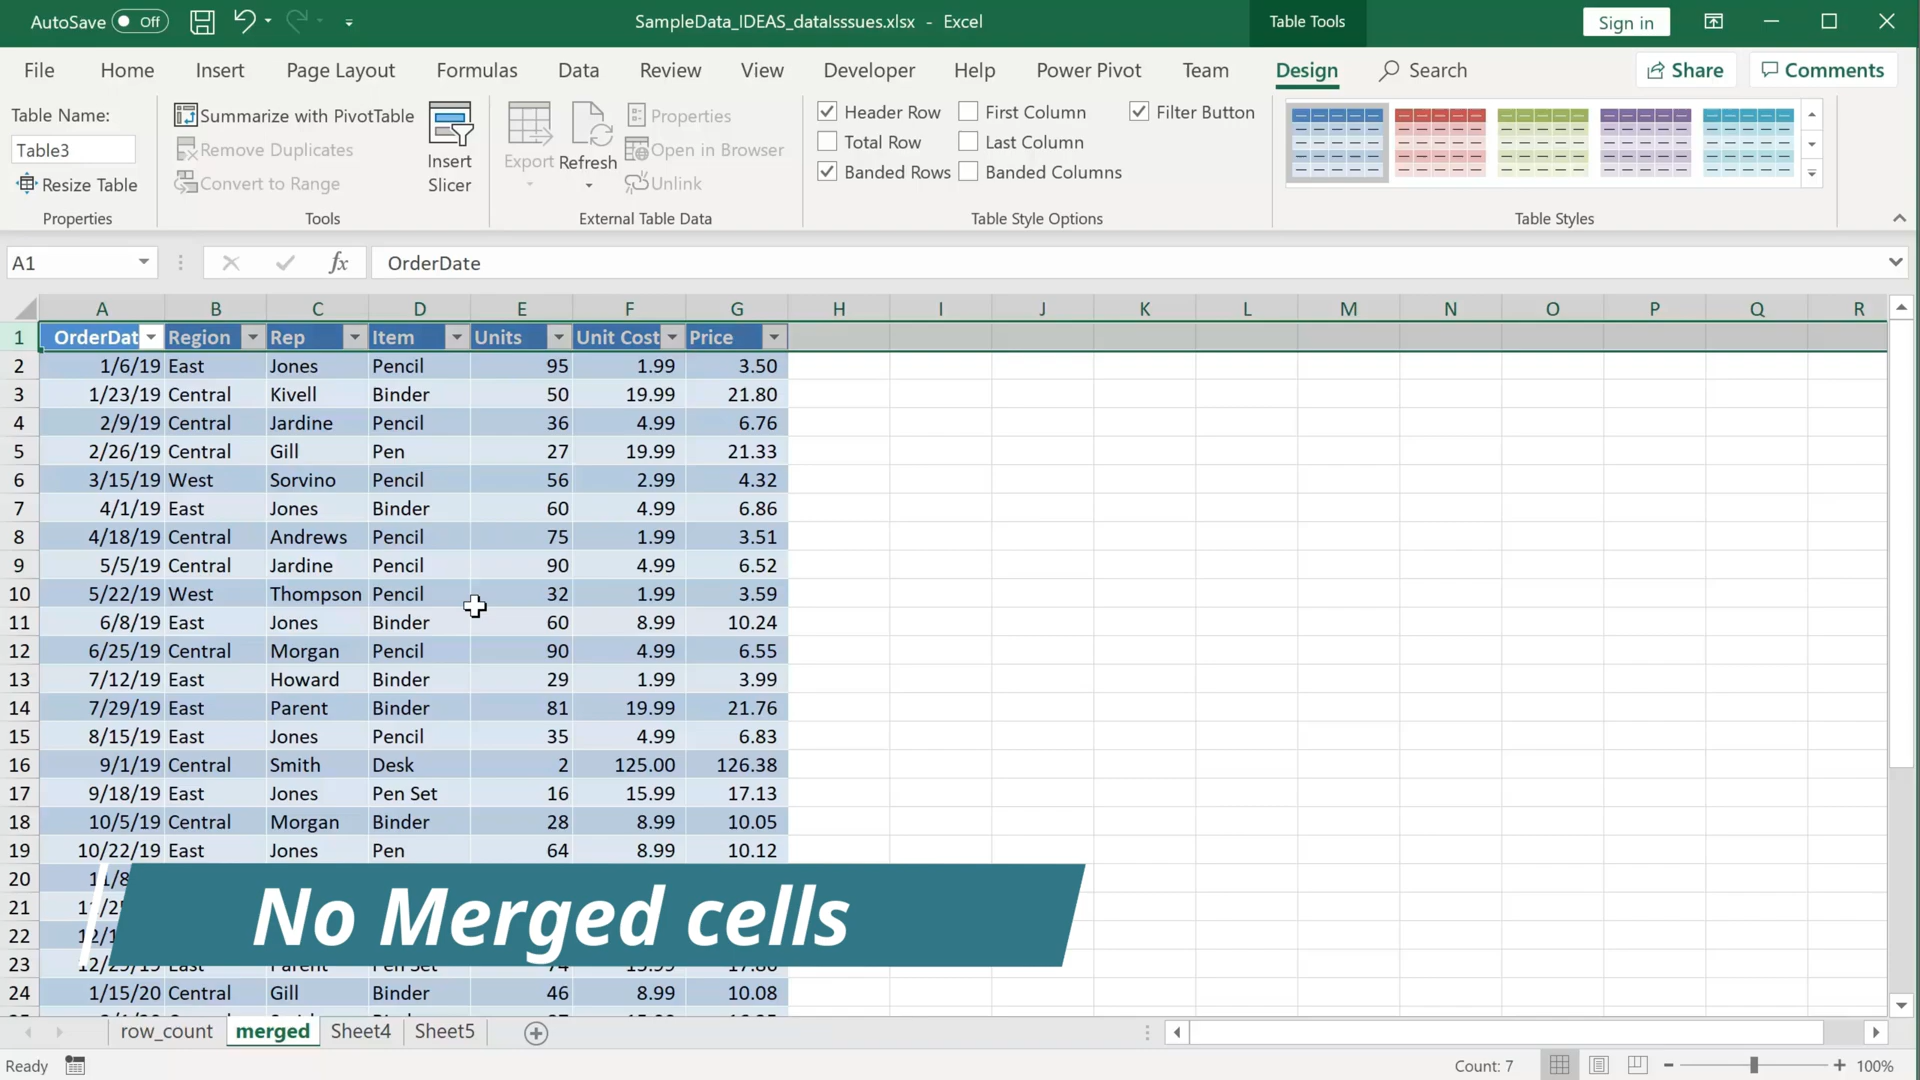 AutoSave Off
SampleData_IDEAS_dataIsssues.xlsx - Excel
Table Tools
Sign in
File Home Insert Page Layout Formulas Data Review View Developer Help Power Pivot Team Design Search Share Comments
Table Name:
Table3
Resize Table
Properties
Summarize with PivotTable
Remove Duplicates
Convert to Range
Tools
Insert
Slicer
Export
Refresh
Properties
Open in Browser
Unlink
External Table Data
Header Row
Total Row
Banded Rows
First Column
Last Column
Banded Columns
Filter Button
Table Style Options
Table Styles
A1 fx OrderDate
A B C D E F G H I J K L M N O P Q R
1 OrderDat Region Rep Item Units Unit Cost Price
2 1/6/19 East Jones Pencil 95 1.99 3.50
3 1/23/19 Central Kivell Binder 50 19.99 21.80
4 2/9/19 Central Jardine Pencil 36 4.99 6.76
5 2/26/19 Central Gill Pen 27 19.99 21.33
6 3/15/19 West Sorvino Pencil 56 2.99 4.32
7 4/1/19 East Jones Binder 60 4.99 6.86
8 4/18/19 Central Andrews Pencil 75 1.99 3.51
9 5/5/19 Central Jardine Pencil 90 4.99 6.52
10 5/22/19 West Thompson Pencil 32 1.99 3.59
11 6/8/19 East Jones Binder 60 8.99 10.24
12 6/25/19 Central Morgan Pencil 90 4.99 6.55
13 7/12/19 East Howard Binder 29 1.99 3.99
14 7/29/19 East Parent Binder 81 19.99 21.76
15 8/15/19 East Jones Pencil 35 4.99 6.83
16 9/1/19 Central Smith Desk 2 125.00 126.38
17 9/18/19 East Jones Pen Set 16 15.99 17.13
18 10/5/19 Central Morgan Binder 28 8.99 10.05
19 10/22/19 East Jones Pen 64 8.99 10.12
20
21
22
23
No Merged cells
24 1/15/20 Central Gill Binder 46 8.99 10.08
row_count merged Sheet4 Sheet5
Ready
Count: 7
100%